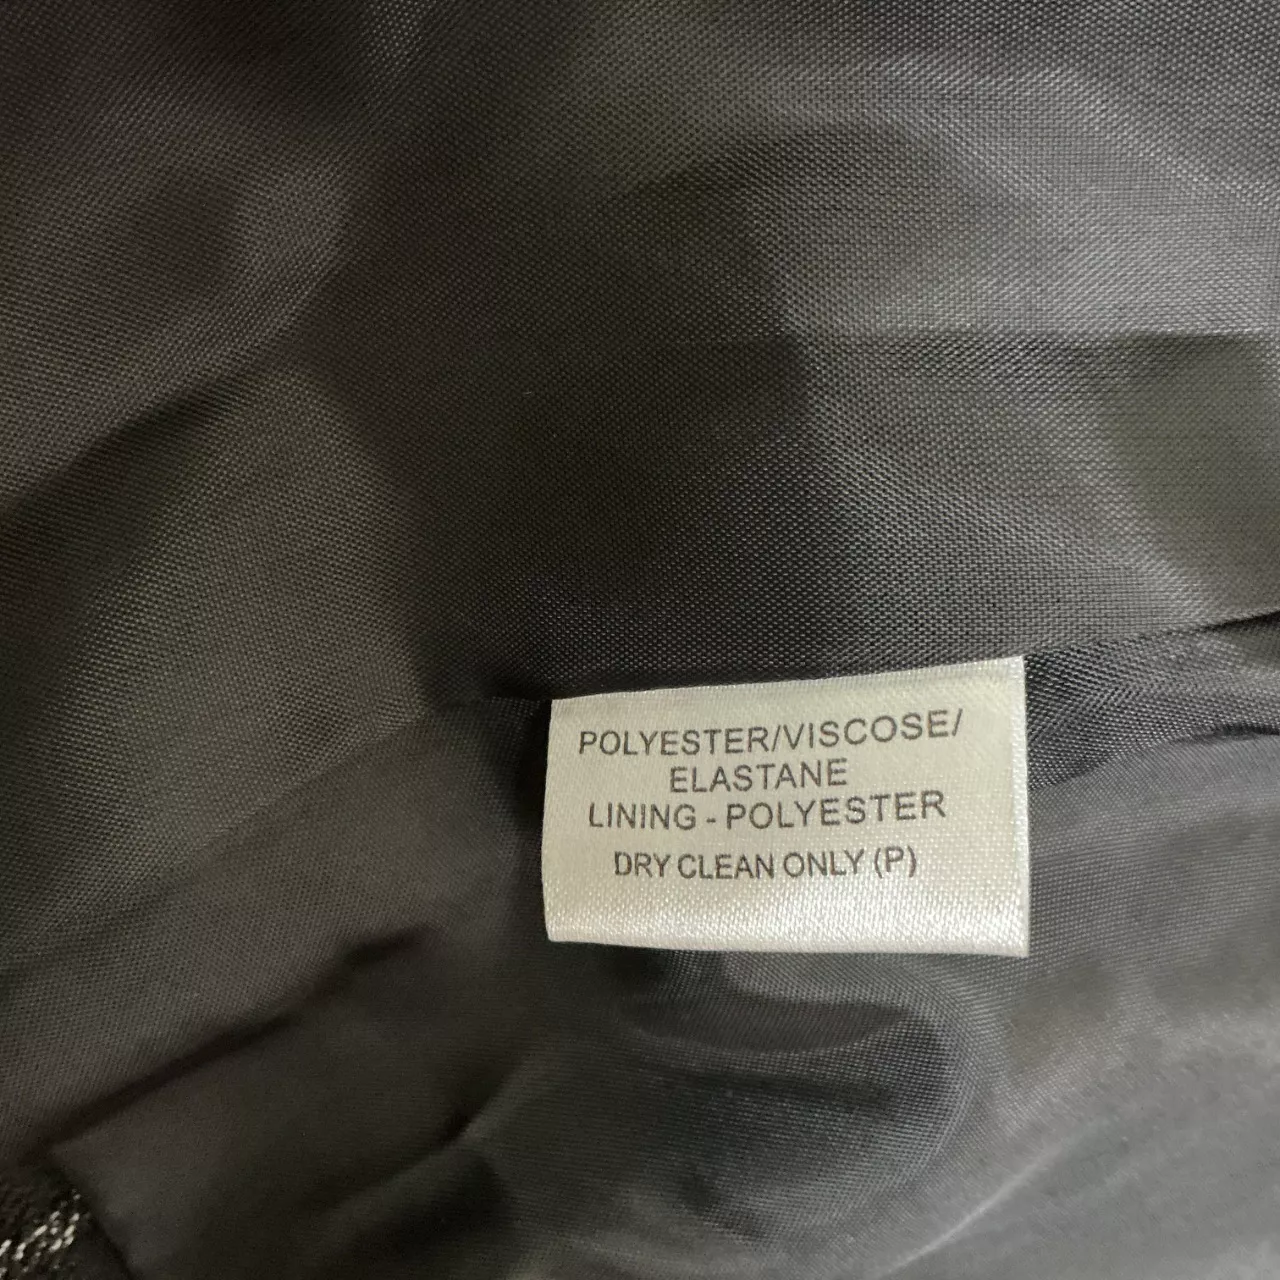 POLYESTER/VISCOSE/
ELASTANE
LINING - POLYESTER
DRY CLEAN ONLY (P)